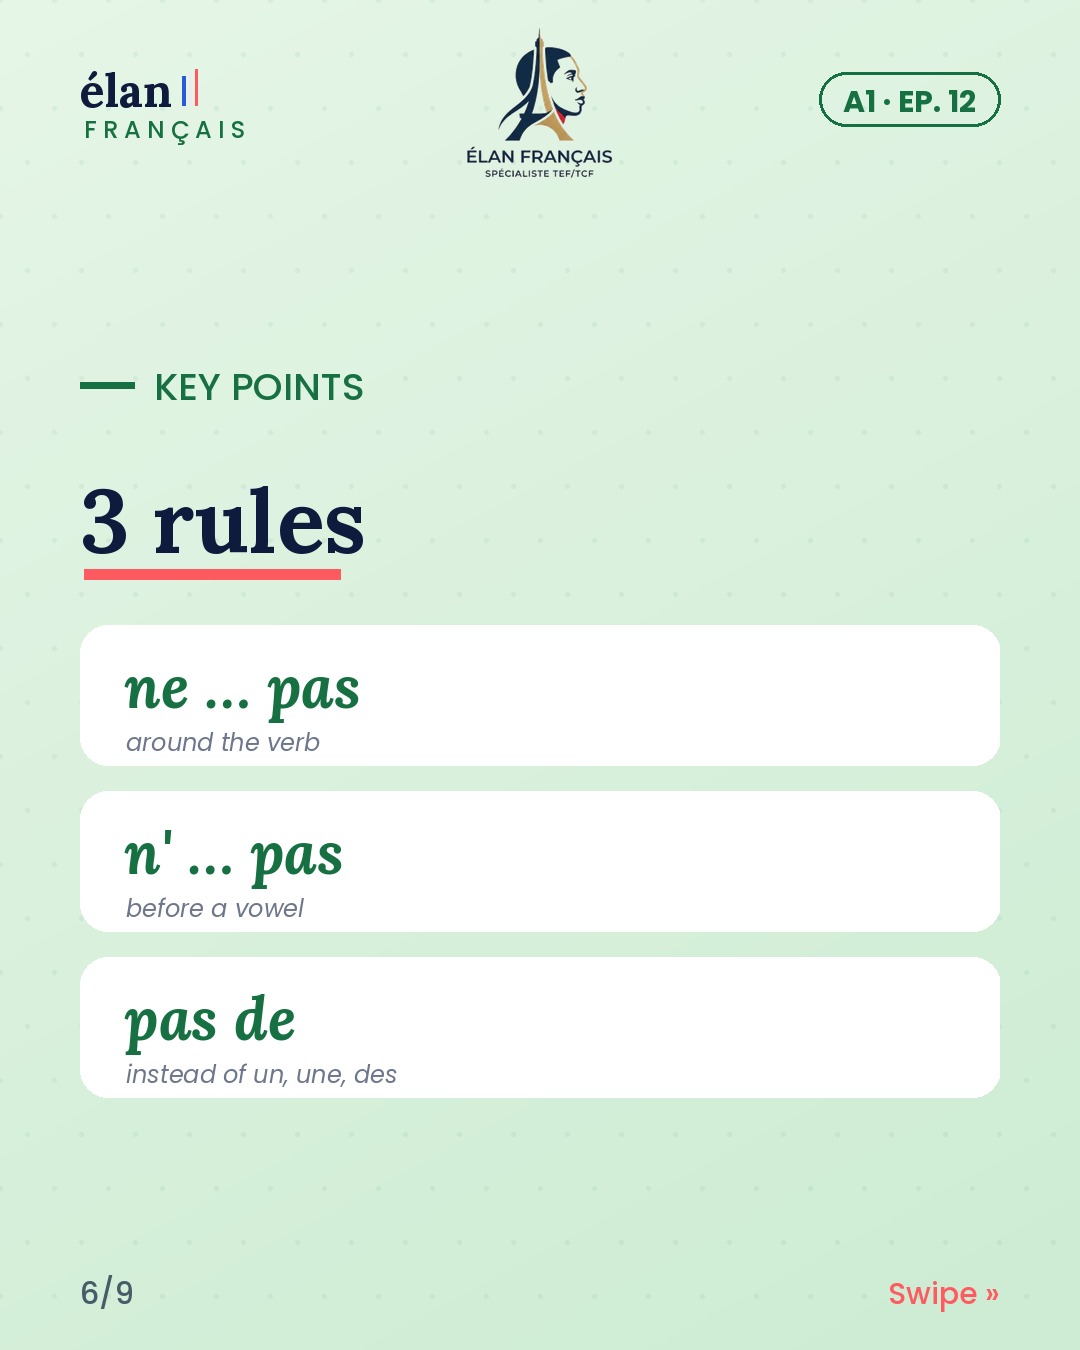 élan
FRANÇAIS
ÉLAN FRANÇAIS
SPÉCIALISTE TEF/TCF
A1 · EP. 12
KEY POINTS
3 rules
ne ... pas
around the verb
n' ... pas
before a vowel
pas de
instead of un, une, des
6/9
Swipe »